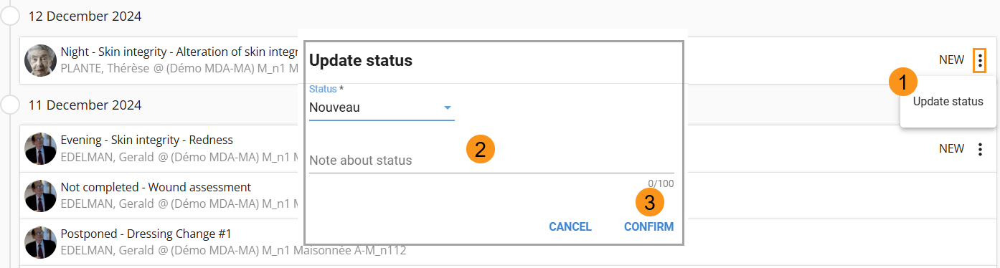 12 December 2024
Night - Skin integrity - Alteration of skin integr
PLANTE, Thérèse @ (Démo MDA-MA) M_n1 M
NEW
1
Update status
Update status
Status *
Nouveau
2
Note about status
0/100
3
CANCEL
CONFIRM
11 December 2024
Evening - Skin integrity - Redness
EDELMAN, Gerald @ (Démo MDA-MA) M_n1 M
NEW
Not completed - Wound assessment
EDELMAN, Gerald @ (Démo MDA-MA) M_n1 M
Postponed - Dressing Change #1
EDELMAN, Gerald @ (Démo MDA-MA) M_n1 Maisonnée A-M_n112